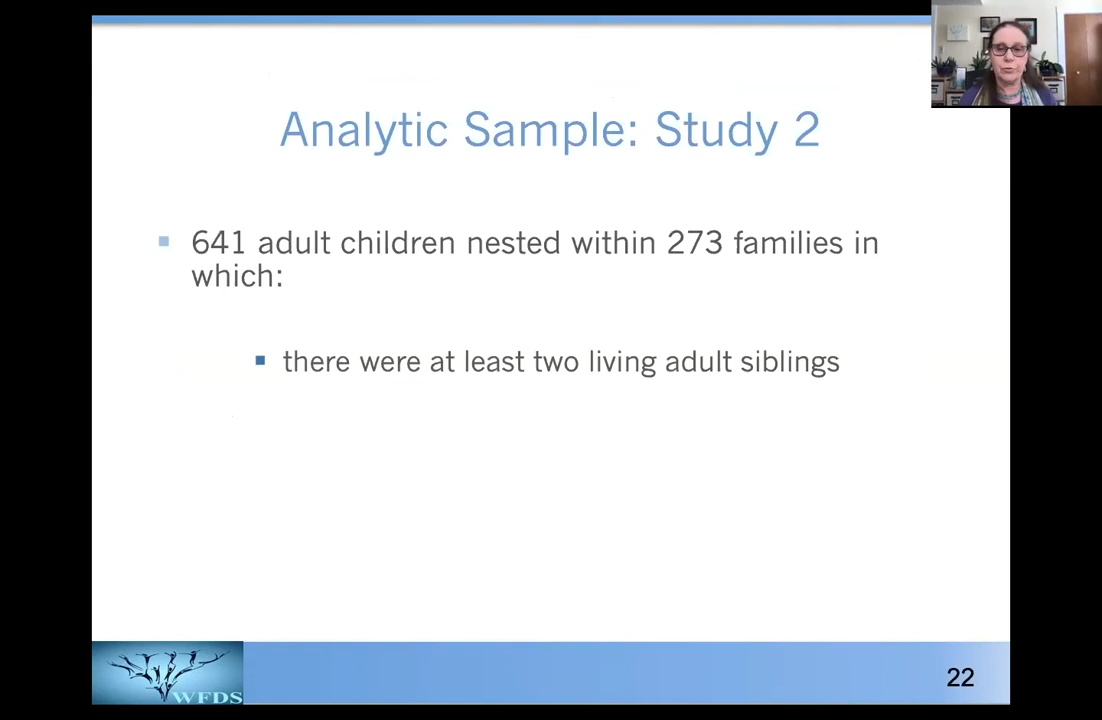 Analytic Sample: Study 2
▪ 641 adult children nested within 273 families in
which:
▪ there were at least two living adult siblings
WFDS
22